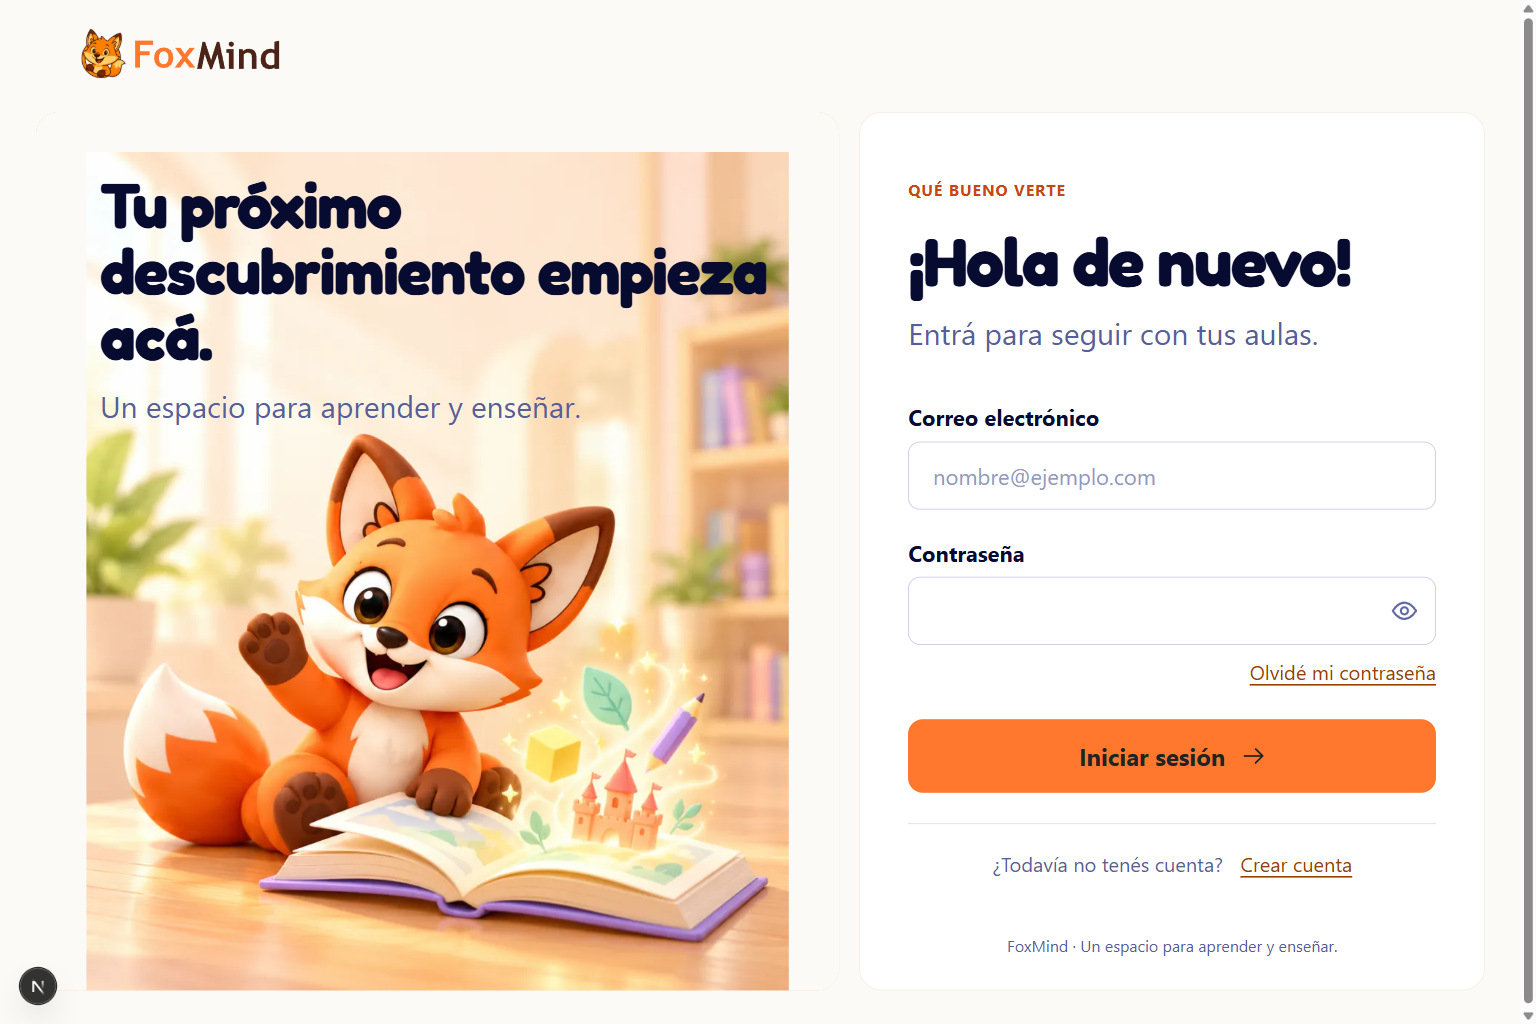 FoxMind
Tu próximo
descubrimiento empieza
acá.
Un espacio para aprender y enseñar.
QUÉ BUENO VERTE
¡Hola de nuevo!
Entrá para seguir con tus aulas.
Correo electrónico
nombre@ejemplo.com
Contraseña
Olvidé mi contraseña
Iniciar sesión →
¿Todavía no tenés cuenta? Crear cuenta
FoxMind · Un espacio para aprender y enseñar.
N